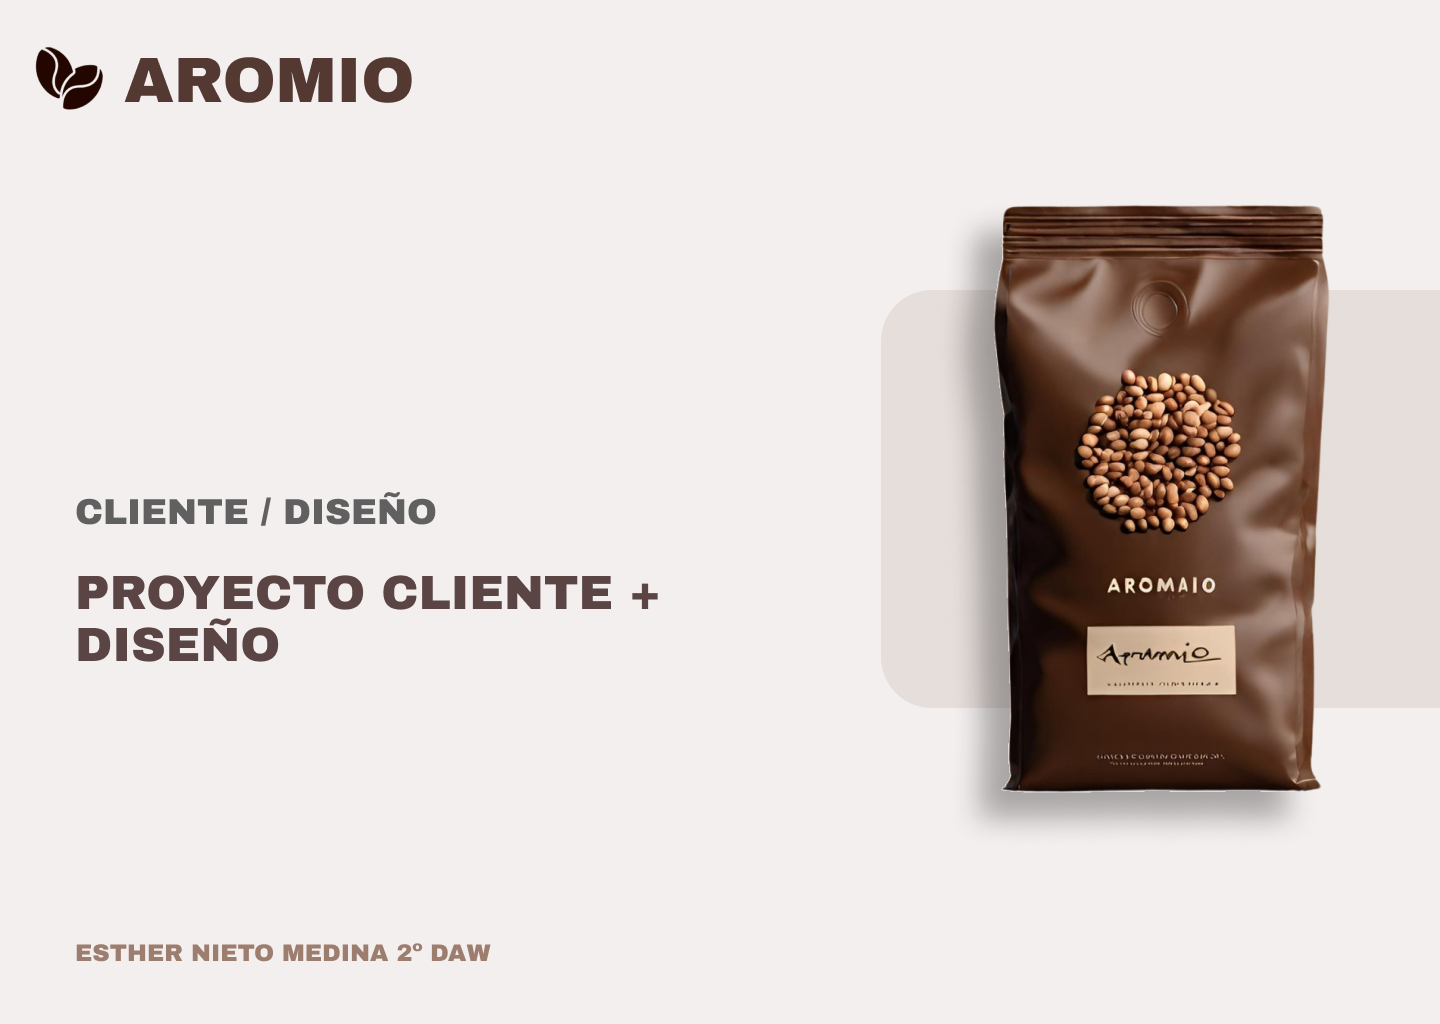 AROMIO
CLIENTE / DISEÑO
PROYECTO CLIENTE +
DISEÑO
AROMAIO
ESTHER NIETO MEDINA 2º DAW